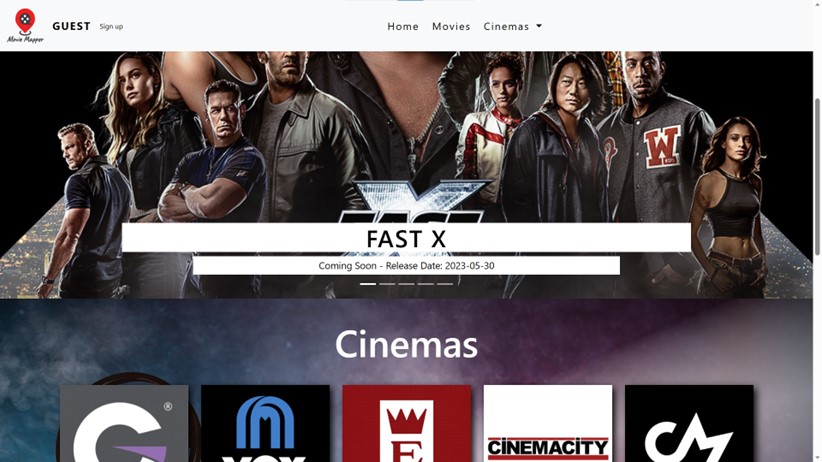 Movie Mapper
GUEST
Sign up
Home
Movies
Cinemas
W
FAST X
Coming Soon - Release Date: 2023-05-30
Cinemas
G
®
VOX
E
CINEMACITY
CM